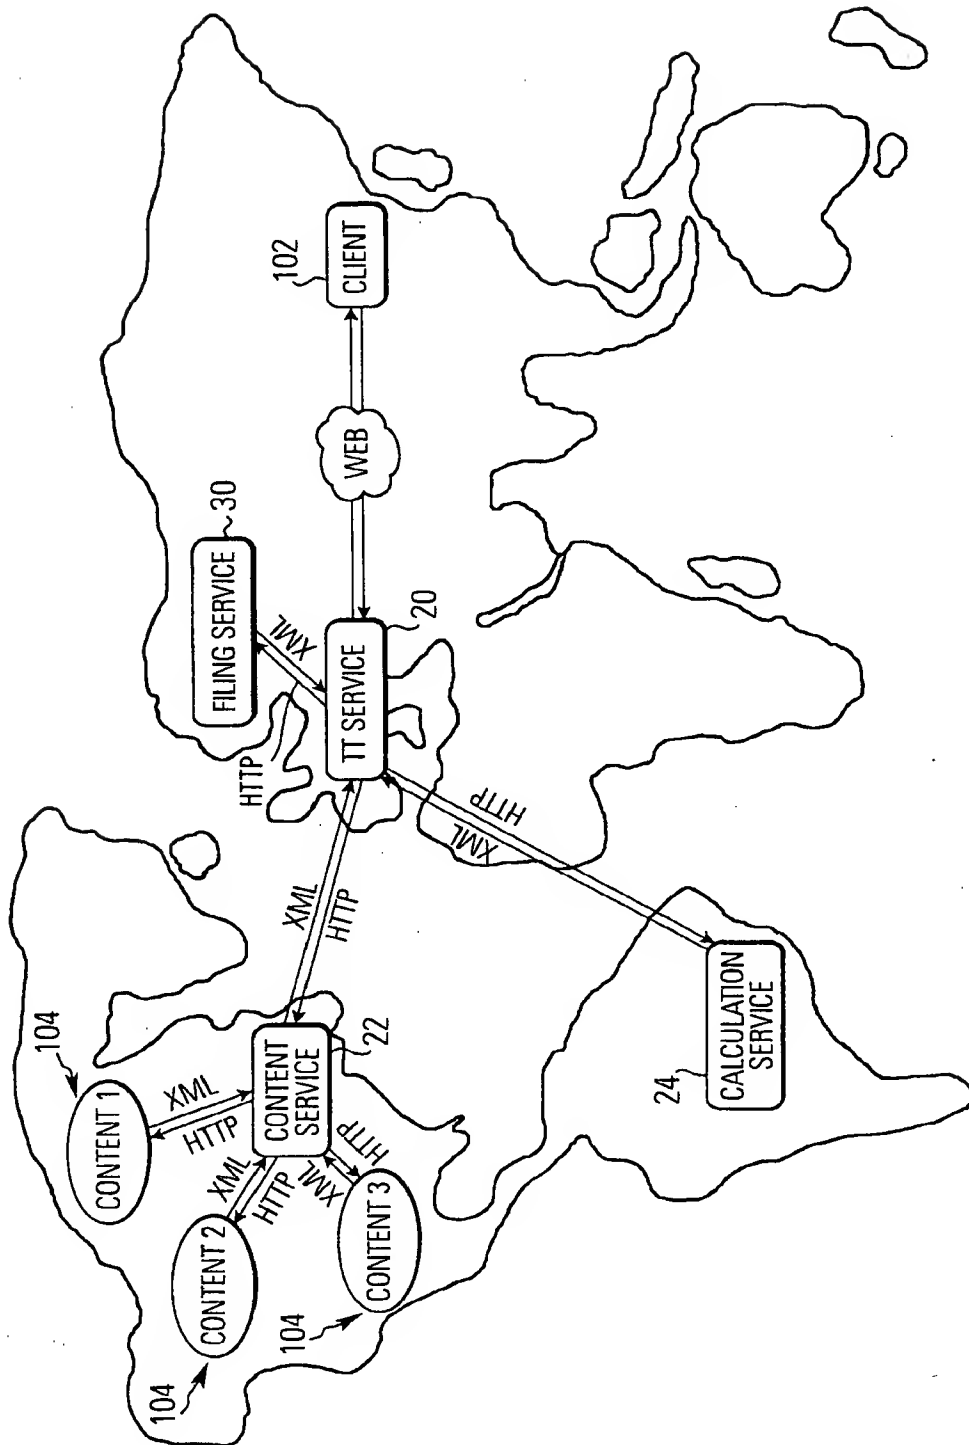 104
CONTENT 1
XML
HTTP
104
CONTENT 2
XML
HTTP
104
CONTENT 3
XML
HTTP
CONTENT
SERVICE
22
XML
HTTP
FILING SERVICE
30
HTTP
XML
TT SERVICE
20
WEB
102
CLIENT
HTTP
XML
24
CALCULATION
SERVICE